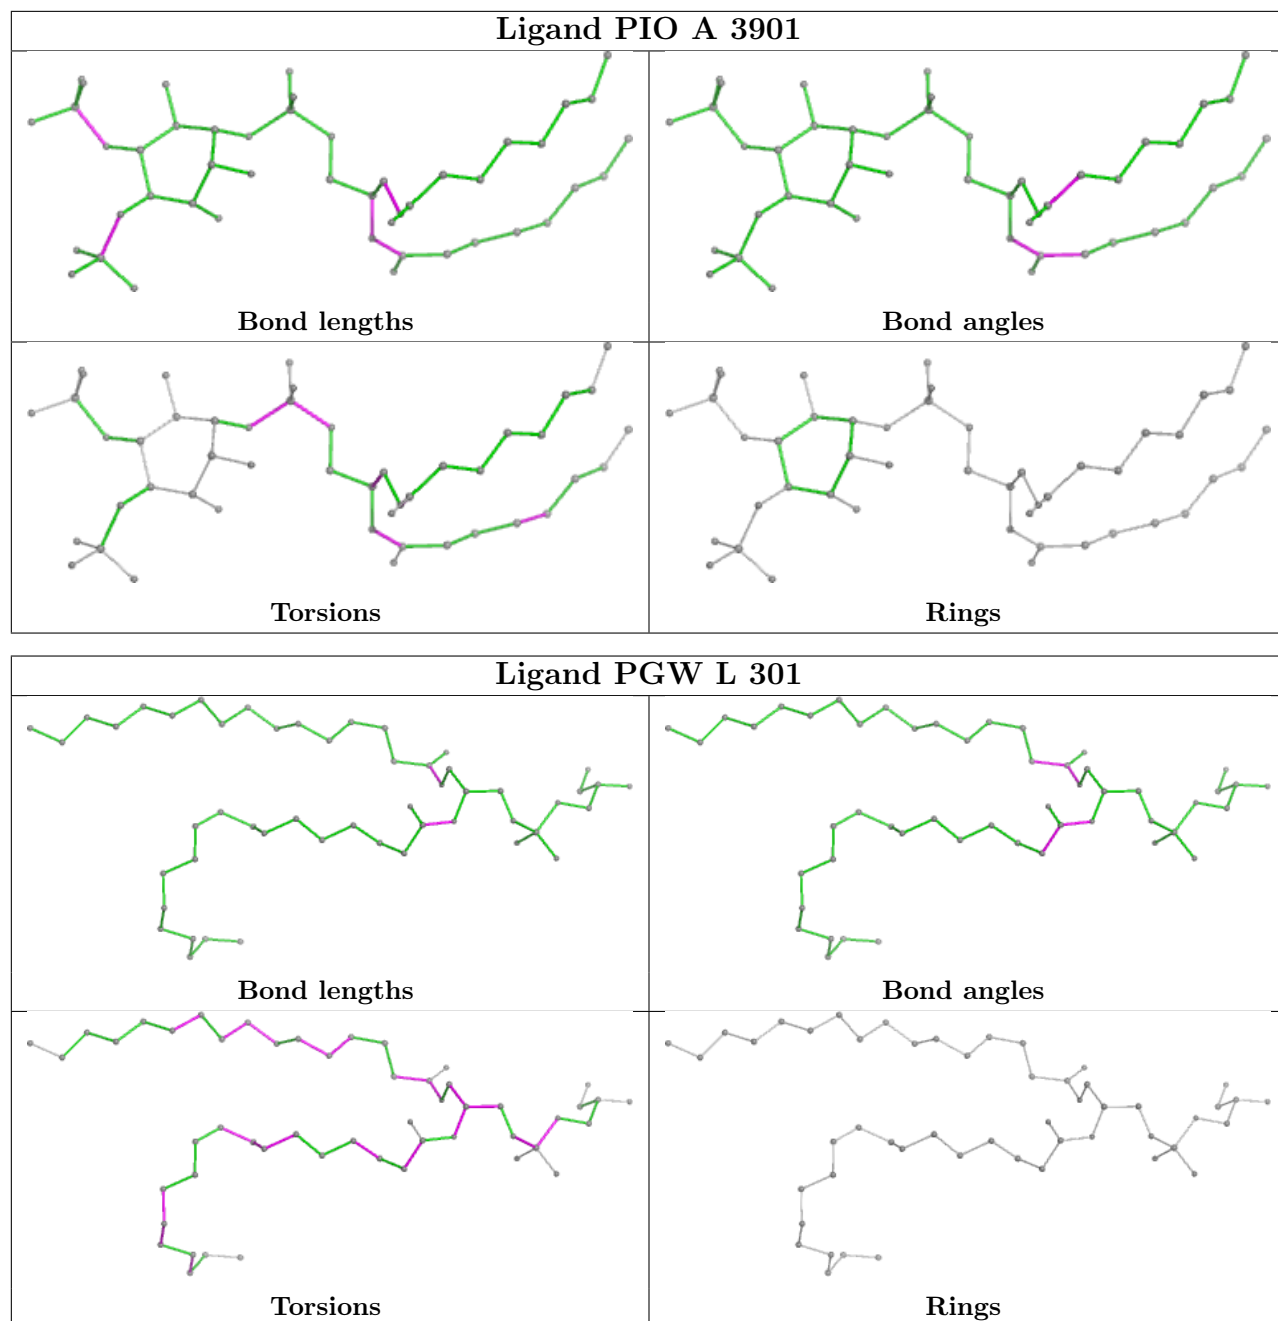 Ligand PIO A 3901
Bond lengths
Bond angles
Torsions
Rings
Ligand PGW L 301
Bond lengths
Bond angles
Torsions
Rings